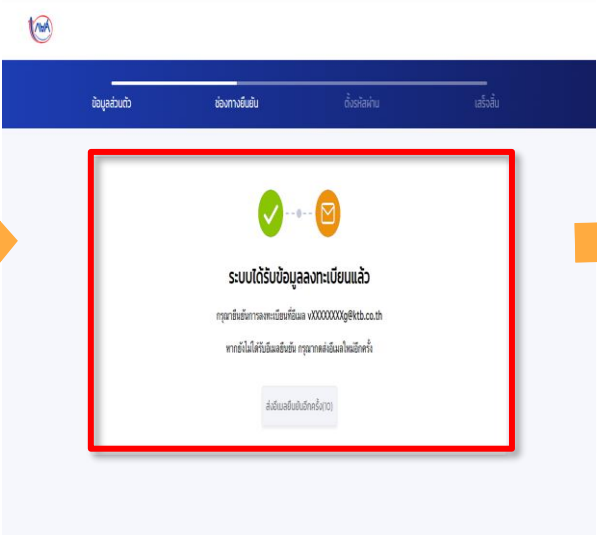 ข้อมูลส่วนตัว ช่องทางยืนยัน ตั้งรหัสผ่าน เสร็จสิ้น
ระบบได้รับข้อมูลลงทะเบียนแล้ว
กรุณายืนยันการลงทะเบียนที่อีเมล vXXXXXXXXg@ktb.co.th
หากยังไม่ได้รับอีเมลยืนยัน กรุณากดส่งอีเมลใหม่อีกครั้ง
ส่งอีเมลยืนยันอีกครั้ง(10)